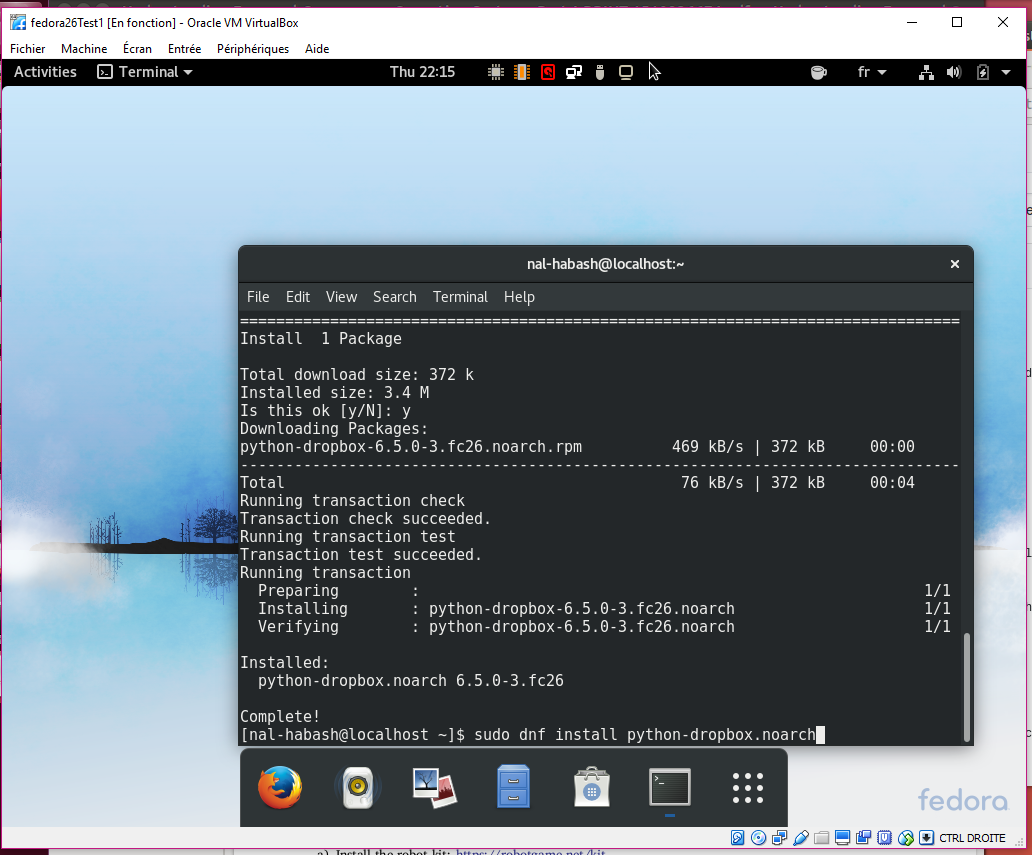 fedora26Test1 [En fonction] - Oracle VM VirtualBox
Fichier Machine Écran Entrée Périphériques Aide
Activities Terminal Thu 22:15 fr
nal-habash@localhost:~
File Edit View Search Terminal Help
================================================================================
Install  1 Package
Total download size: 372 k
Installed size: 3.4 M
Is this ok [y/N]: y
Downloading Packages:
python-dropbox-6.5.0-3.fc26.noarch.rpm          469 kB/s | 372 kB     00:00
--------------------------------------------------------------------------------
Total                                            76 kB/s | 372 kB     00:04
Running transaction check
Transaction check succeeded.
Running transaction test
Transaction test succeeded.
Running transaction
  Preparing        :                                                        1/1
  Installing       : python-dropbox-6.5.0-3.fc26.noarch                     1/1
  Verifying        : python-dropbox-6.5.0-3.fc26.noarch                     1/1
Installed:
  python-dropbox.noarch 6.5.0-3.fc26
Complete!
[nal-habash@localhost ~]$ sudo dnf install python-dropbox.noarch
fedora
CTRL DROITE
a). Install the robot kit: https://robotgame.net/kit